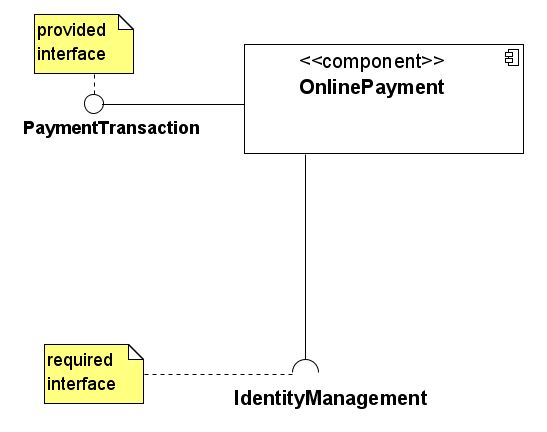 provided
interface
<<component>>
OnlinePayment
PaymentTransaction
required
interface
IdentityManagement